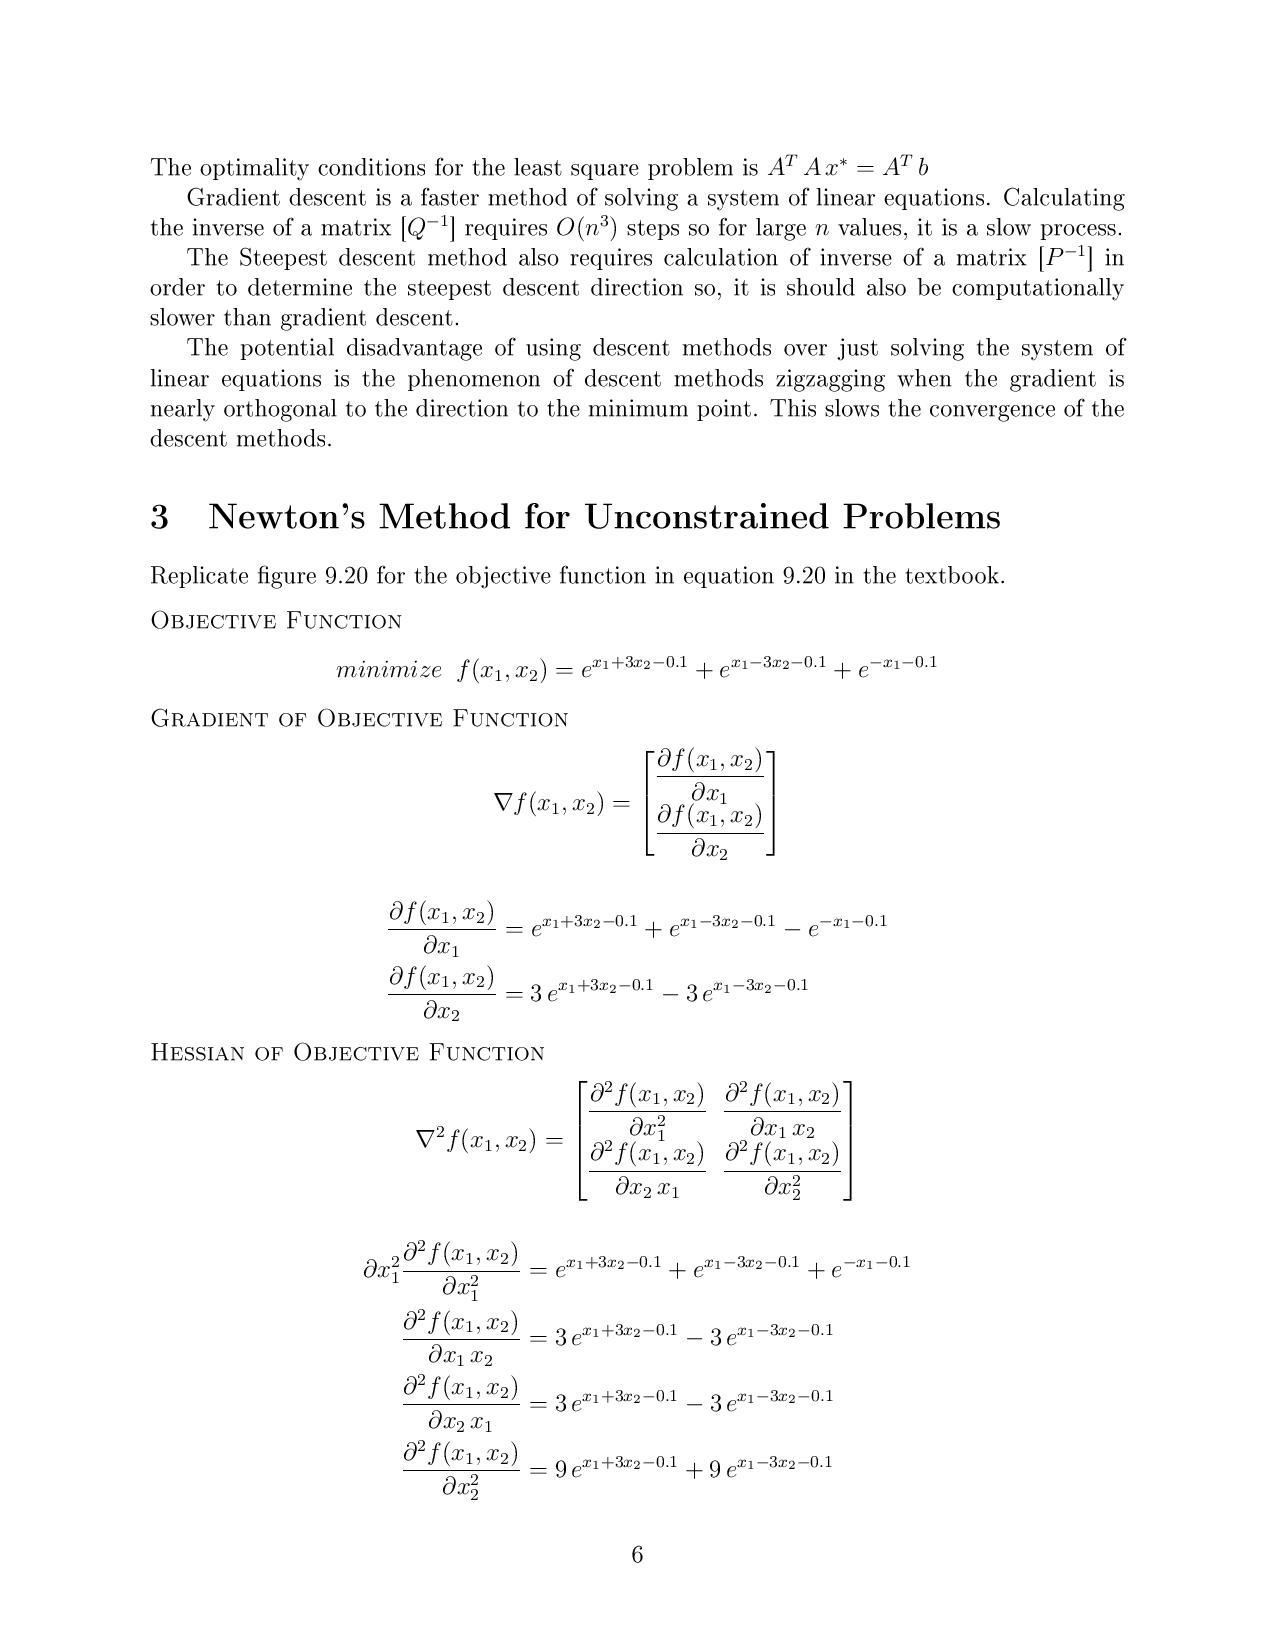 The optimality conditions for the least square problem is $A^T A x^* = A^T b$
Gradient descent is a faster method of solving a system of linear equations. Calculating
the inverse of a matrix $[Q^{-1}]$ requires $O(n^3)$ steps so for large $n$ values, it is a slow process.
The Steepest descent method also requires calculation of inverse of a matrix $[P^{-1}]$ in
order to determine the steepest descent direction so, it is should also be computationally
slower than gradient descent.
The potential disadvantage of using descent methods over just solving the system of
linear equations is the phenomenon of descent methods zigzagging when the gradient is
nearly orthogonal to the direction to the minimum point. This slows the convergence of the
descent methods.
3 Newton's Method for Unconstrained Problems
Replicate figure 9.20 for the objective function in equation 9.20 in the textbook.
Objective Function
$minimize \; f(x_1, x_2) = e^{x_1+3x_2-0.1} + e^{x_1-3x_2-0.1} + e^{-x_1-0.1}$
Gradient of Objective Function
$\nabla f(x_1, x_2) = \begin{bmatrix} \dfrac{\partial f(x_1, x_2)}{\partial x_1} \\ \dfrac{\partial f(x_1, x_2)}{\partial x_2} \end{bmatrix}$
$\dfrac{\partial f(x_1, x_2)}{\partial x_1} = e^{x_1+3x_2-0.1} + e^{x_1-3x_2-0.1} - e^{-x_1-0.1}$
$\dfrac{\partial f(x_1, x_2)}{\partial x_2} = 3\, e^{x_1+3x_2-0.1} - 3\, e^{x_1-3x_2-0.1}$
Hessian of Objective Function
$\nabla^2 f(x_1, x_2) = \begin{bmatrix} \dfrac{\partial^2 f(x_1, x_2)}{\partial x_1^2} & \dfrac{\partial^2 f(x_1, x_2)}{\partial x_1 x_2} \\ \dfrac{\partial^2 f(x_1, x_2)}{\partial x_2 x_1} & \dfrac{\partial^2 f(x_1, x_2)}{\partial x_2^2} \end{bmatrix}$
$\partial x_1^2 \dfrac{\partial^2 f(x_1, x_2)}{\partial x_1^2} = e^{x_1+3x_2-0.1} + e^{x_1-3x_2-0.1} + e^{-x_1-0.1}$
$\dfrac{\partial^2 f(x_1, x_2)}{\partial x_1 x_2} = 3\, e^{x_1+3x_2-0.1} - 3\, e^{x_1-3x_2-0.1}$
$\dfrac{\partial^2 f(x_1, x_2)}{\partial x_2 x_1} = 3\, e^{x_1+3x_2-0.1} - 3\, e^{x_1-3x_2-0.1}$
$\dfrac{\partial^2 f(x_1, x_2)}{\partial x_2^2} = 9\, e^{x_1+3x_2-0.1} + 9\, e^{x_1-3x_2-0.1}$
6